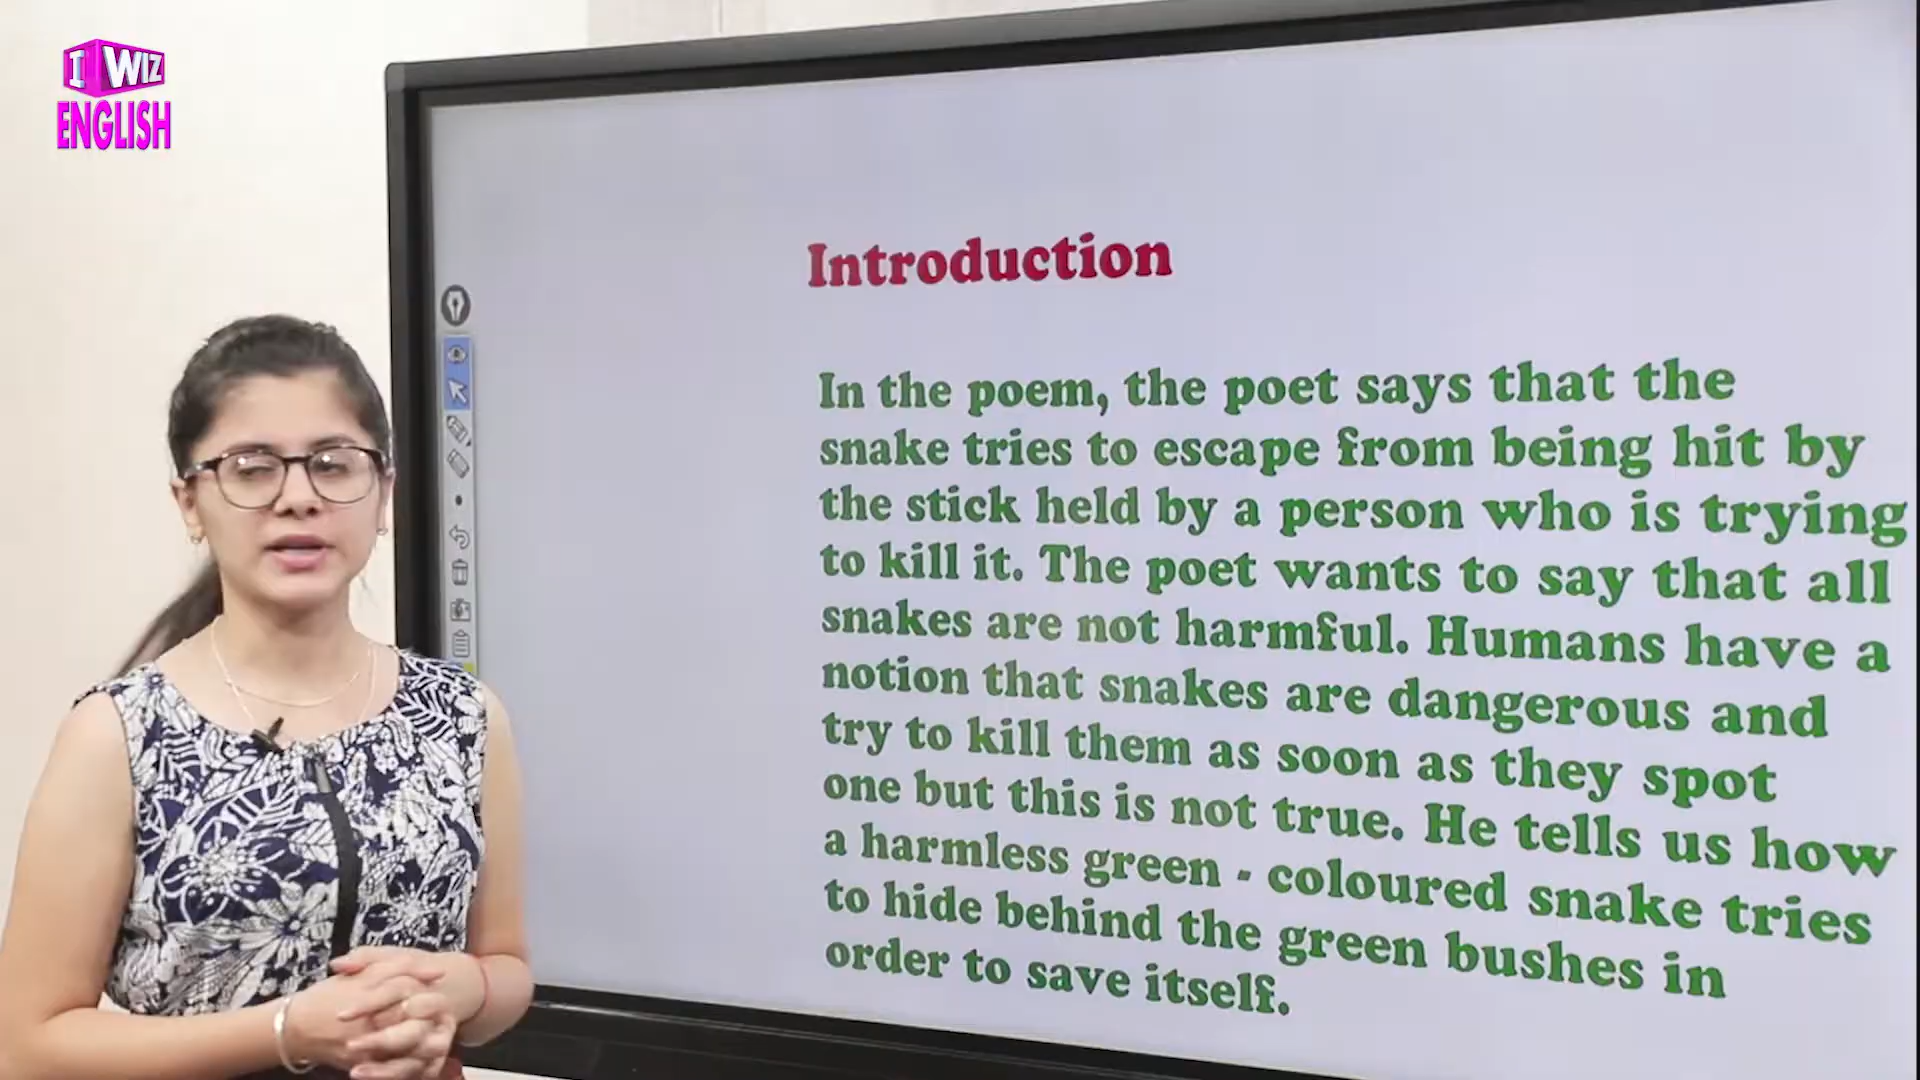 I WIZ
ENGLISH
Introduction
In the poem, the poet says that the
snake tries to escape from being hit by
the stick held by a person who is trying
to kill it. The poet wants to say that all
snakes are not harmful. Humans have a
notion that snakes are dangerous and
try to kill them as soon as they spot
one but this is not true. He tells us how
a harmless green - coloured snake tries
to hide behind the green bushes in
order to save itself.